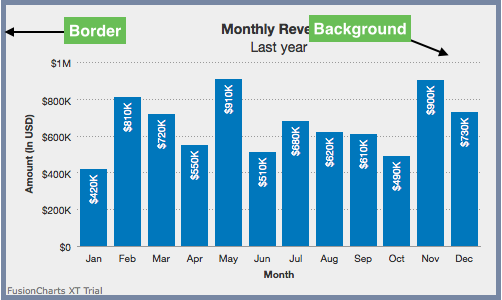 Border
Monthly Reve
Background
Last year
Amount (In USD)
$1M
$800K
$600K
$400K
$200K
$0
$420K
$810K
$720K
$550K
$910K
$510K
$680K
$620K
$610K
$490K
$900K
$730K
Jan Feb Mar Apr May Jun Jul Aug Sep Oct Nov Dec
Month
FusionCharts XT Trial